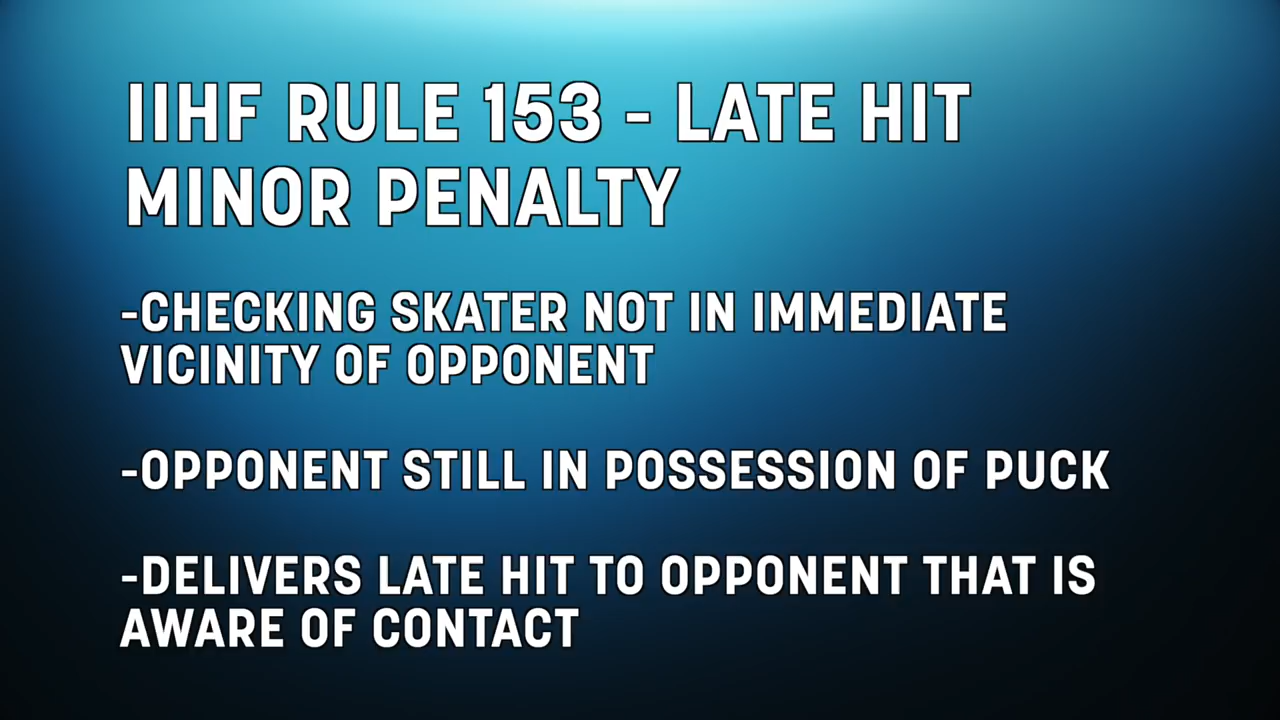 IIHF RULE 153 - LATE HIT
MINOR PENALTY
-CHECKING SKATER NOT IN IMMEDIATE
VICINITY OF OPPONENT
-OPPONENT STILL IN POSSESSION OF PUCK
-DELIVERS LATE HIT TO OPPONENT THAT IS
AWARE OF CONTACT